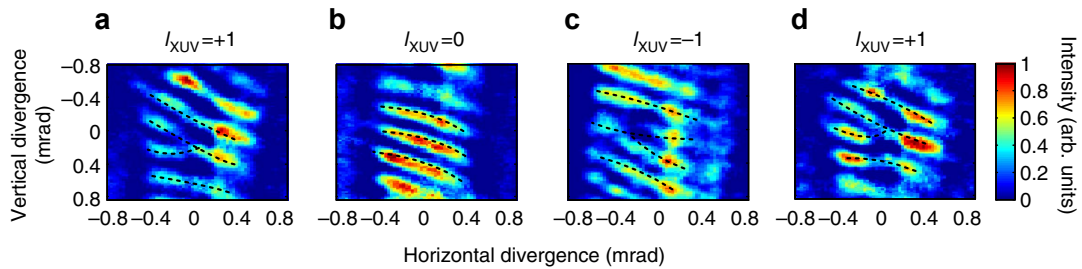 a b c d
l_XUV=+1 l_XUV=0 l_XUV=−1 l_XUV=+1
Vertical divergence (mrad)
−0.8
−0.4
0
0.4
0.8
−0.8 −0.4 0 0.4 0.8 −0.8 −0.4 0 0.4 0.8 −0.8 −0.4 0 0.4 0.8 −0.8 −0.4 0 0.4 0.8
Horizontal divergence (mrad)
1
0.8
0.6
0.4
0.2
0
Intensity (arb. units)